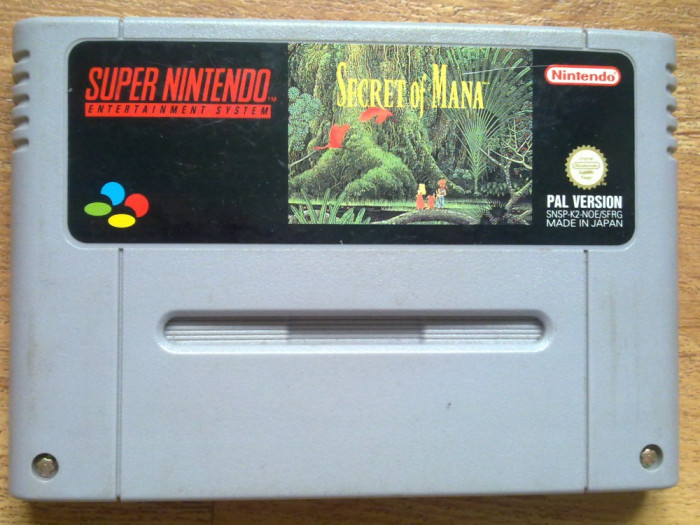 SUPER NINTENDO
ENTERTAINMENT SYSTEM
SECRET of MANA
Nintendo
PAL VERSION
SNSP-K2-NOE/SFRG
MADE IN JAPAN